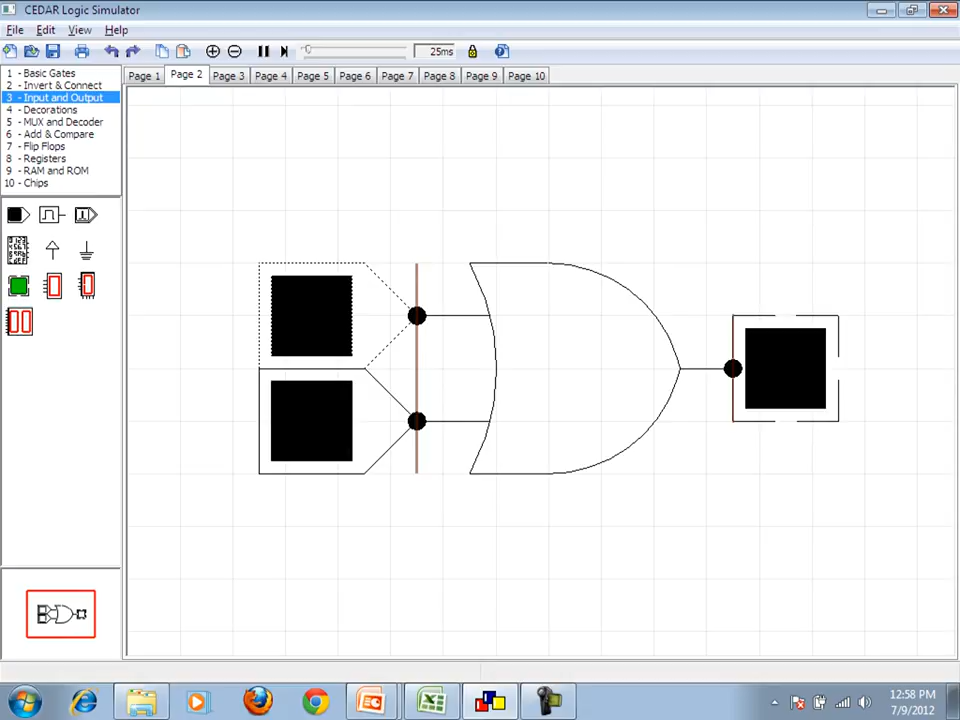 CEDAR Logic Simulator
File Edit View Help
25ms
1 - Basic Gates
2 - Invert & Connect
3 - Input and Output
4 - Decorations
5 - MUX and Decoder
6 - Add & Compare
7 - Flip Flops
8 - Registers
9 - RAM and ROM
10 - Chips
Page 1 Page 2 Page 3 Page 4 Page 5 Page 6 Page 7 Page 8 Page 9 Page 10
12:58 PM
7/9/2012